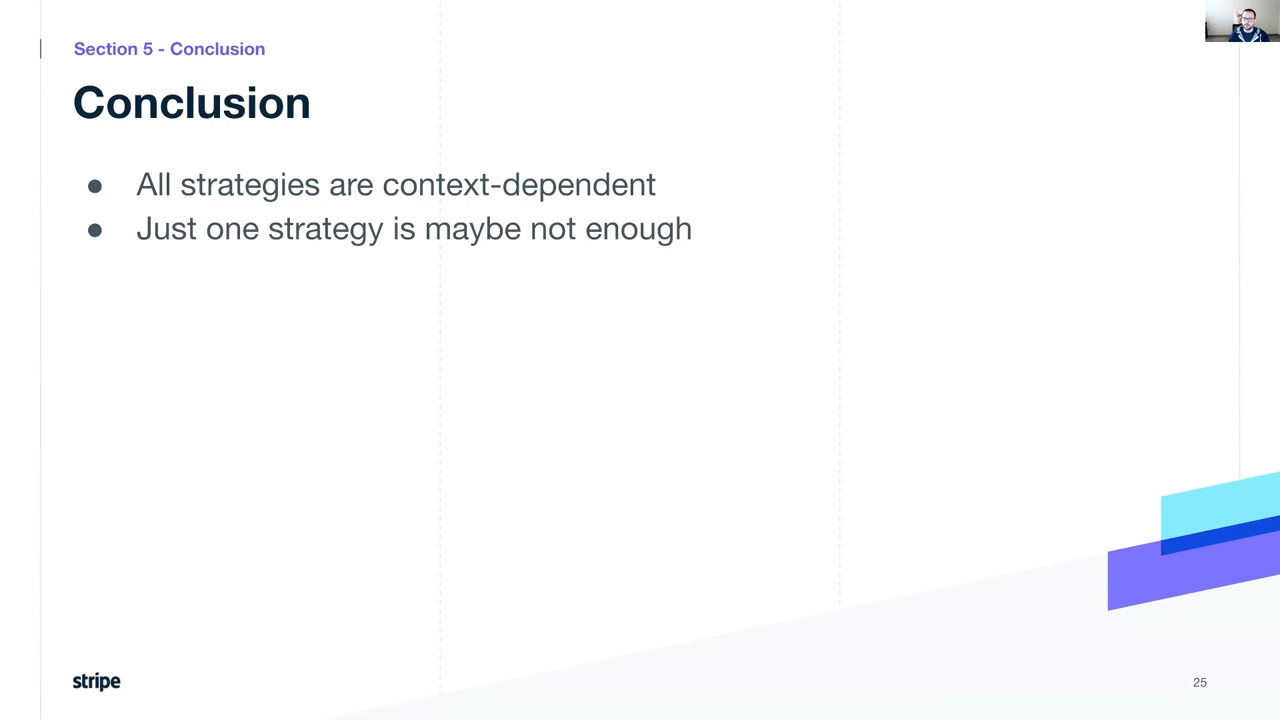 Section 5 - Conclusion
Conclusion
● All strategies are context-dependent
● Just one strategy is maybe not enough
stripe
25